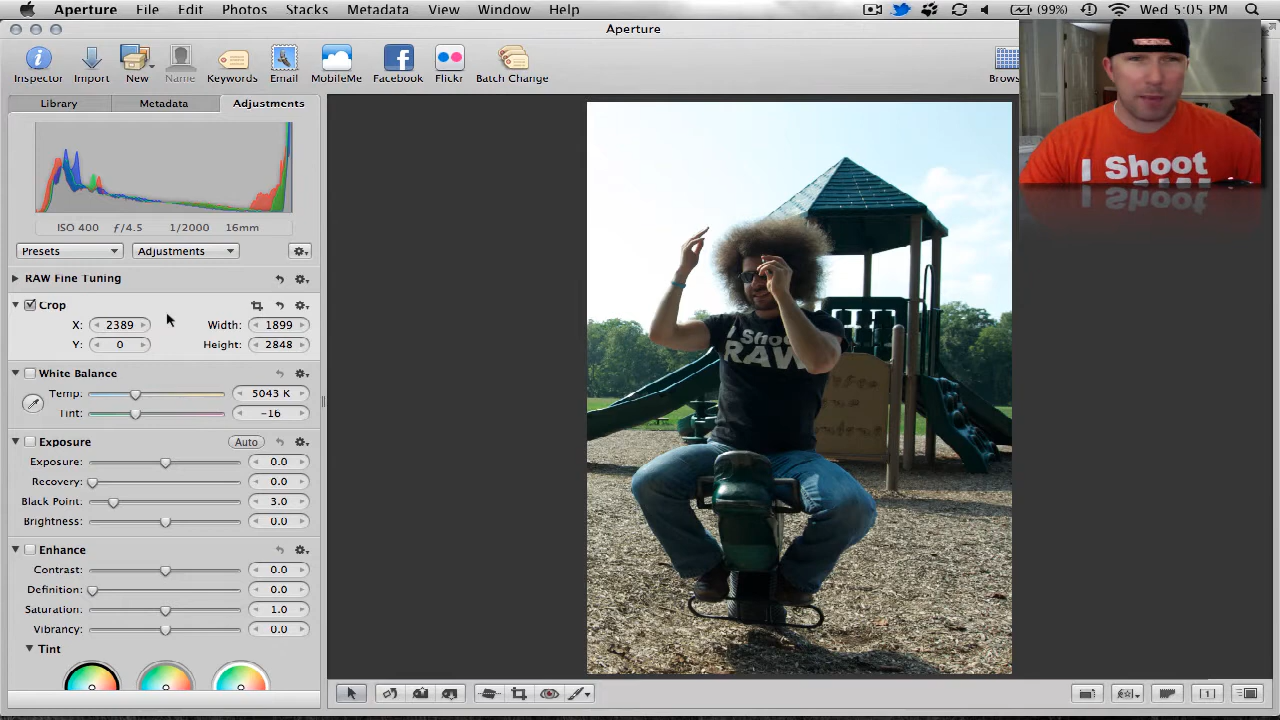 Aperture File Edit Photos Stacks Metadata View Window Help (99%) Wed 5:05 PM
Aperture
Inspector Import New Name Keywords Email MobileMe Facebook Flickr Batch Change
Library Metadata Adjustments
ISO 400 ƒ/4.5 1/2000 16mm
Presets Adjustments
RAW Fine Tuning
Crop
X: 2389 Width: 1899
Y: 0 Height: 2848
White Balance
Temp: 5043 K
Tint: -16
Exposure Auto
Exposure: 0.0
Recovery: 0.0
Black Point: 3.0
Brightness: 0.0
Enhance
Contrast: 0.0
Definition: 0.0
Saturation: 1.0
Vibrancy: 0.0
Tint
I Shoot
RAW
I Shoot
RAW
1